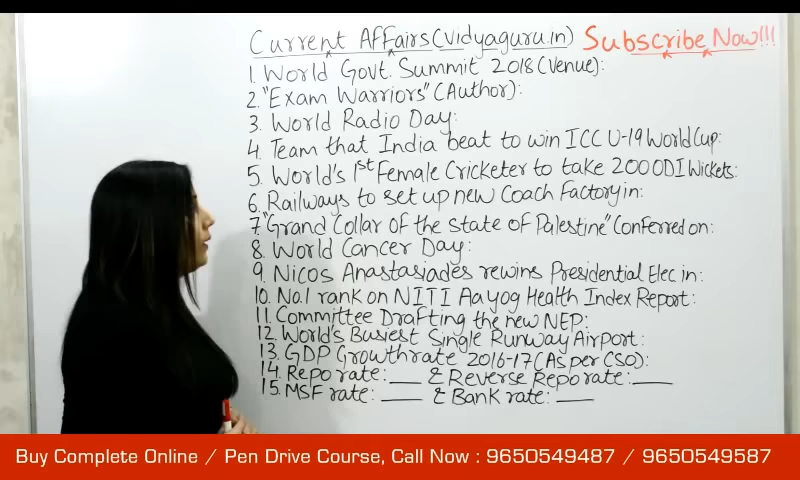 Current Affairs (vidyaguru.in) Subscribe Now!!!
1. World Govt. Summit 2018 (Venue):
2. "Exam Warriors" (Author):
3. World Radio Day:
4. Team that India beat to win ICC U-19 World Cup:
5. World's 1st Female Cricketer to take 200 ODI Wickets:
6. Railways to set up new Coach Factory in:
7. "Grand Collar of the state of Palestine" Conferred on:
8. World Cancer Day:
9. Nicos Anastasiades rewins Presidential Elec in:
10. No.1 rank on NITI Aayog Health Index Report:
11. Committee Drafting the new NEP:
12. World's Busiest Single Runway Airport:
13. GDP Growth rate 2016-17 (As per CSO):
14. Repo rate: ___ & Reverse Repo rate: ___
15. MSF rate: ___ & Bank rate: ___
Buy Complete Online / Pen Drive Course, Call Now : 9650549487 / 9650549587